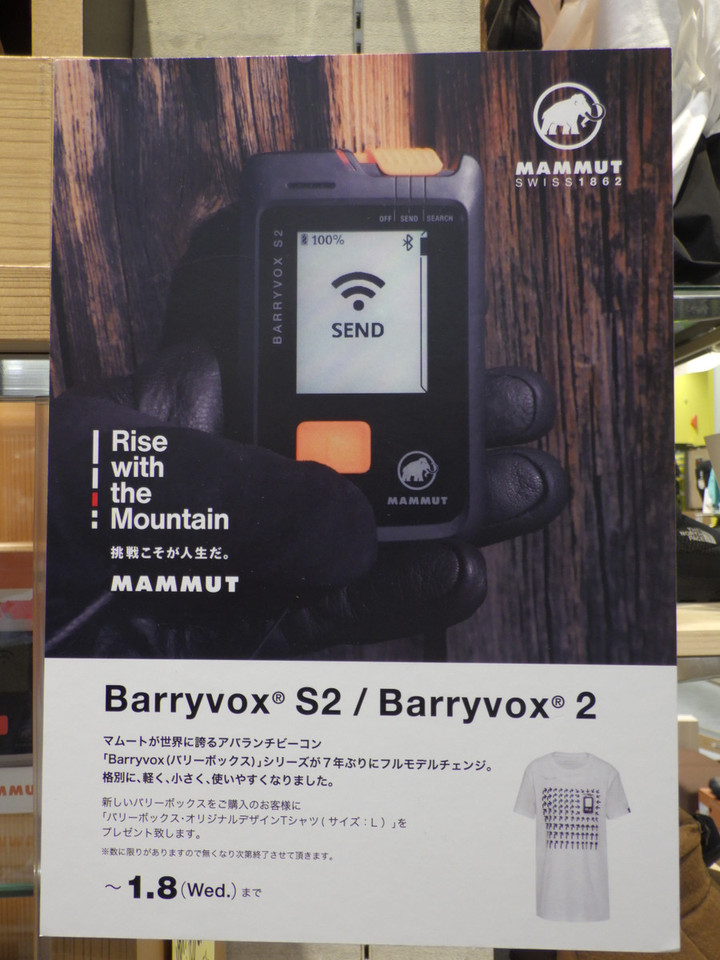 MAMMUT
SWISS 1862
OFF SEND SEARCH
BARRYVOX S2
100%
SEND
MAMMUT
Rise
with
the
Mountain
挑戦こそが人生だ。
MAMMUT
Barryvox® S2 / Barryvox® 2
マムートが世界に誇るアバランチビーコン
「Barryvox(バリーボックス)」シリーズが7年ぶりにフルモデルチェンジ。
格別に、軽く、小さく、使いやすくなりました。
新しいバリーボックスをご購入のお客様に
「バリーボックス・オリジナルデザインTシャツ(サイズ:L)」を
プレゼント致します。
※数に限りがありますので無くなり次第終了させて頂きます。
～1.8(Wed.)まで